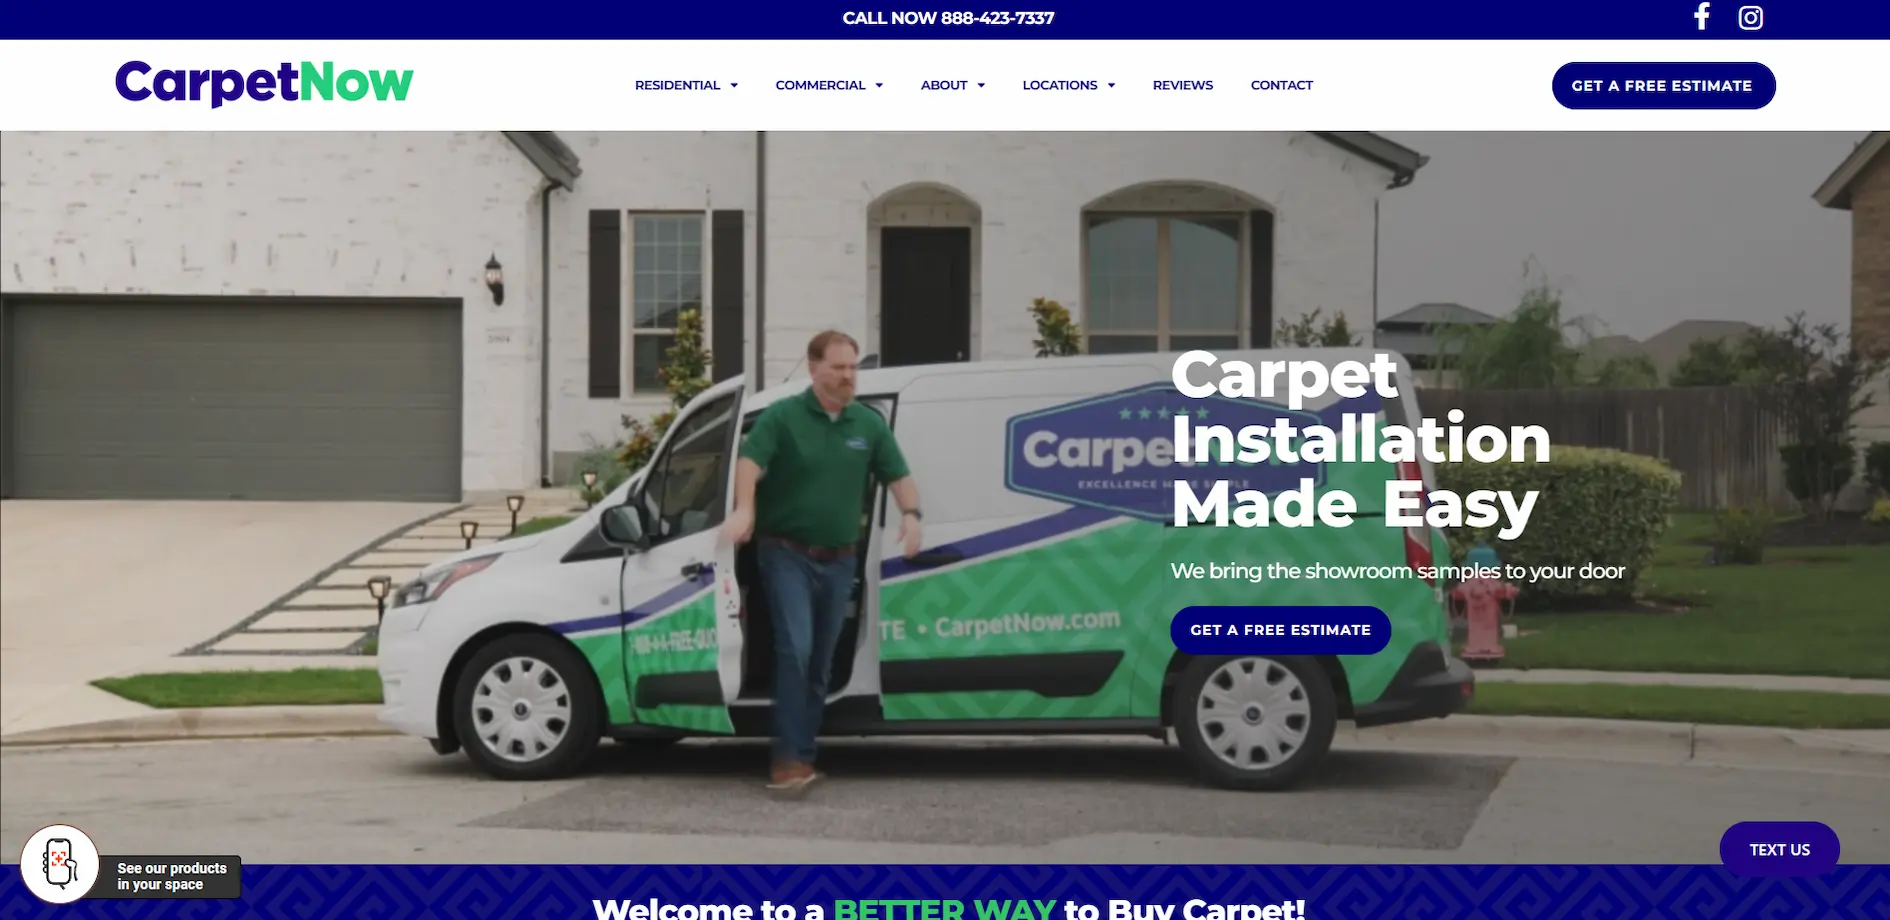 CALL NOW 888-423-7337
CarpetNow
RESIDENTIAL
COMMERCIAL
ABOUT
LOCATIONS
REVIEWS
CONTACT
GET A FREE ESTIMATE
Carpet
Installation
Made Easy
We bring the showroom samples to your door
GET A FREE ESTIMATE
EXCELLENCE MADE SIMPLE
TE • CarpetNow.com
TEXT US
See our products
in your space
Welcome to a BETTER WAY to Buy Carpet!